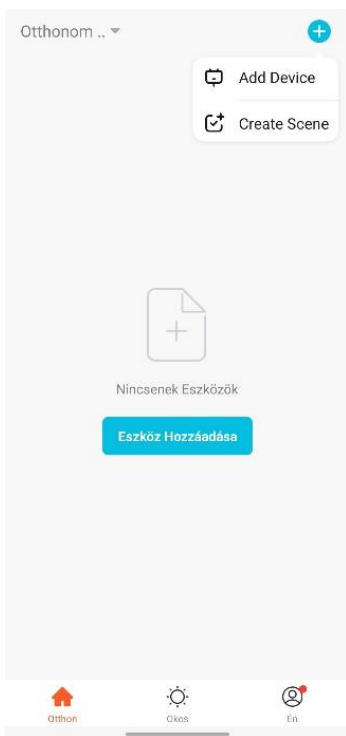 Otthonom ..
Add Device
Create Scene
Nincsenek Eszközök
Eszköz Hozzáadása
Otthon
Okos
Én